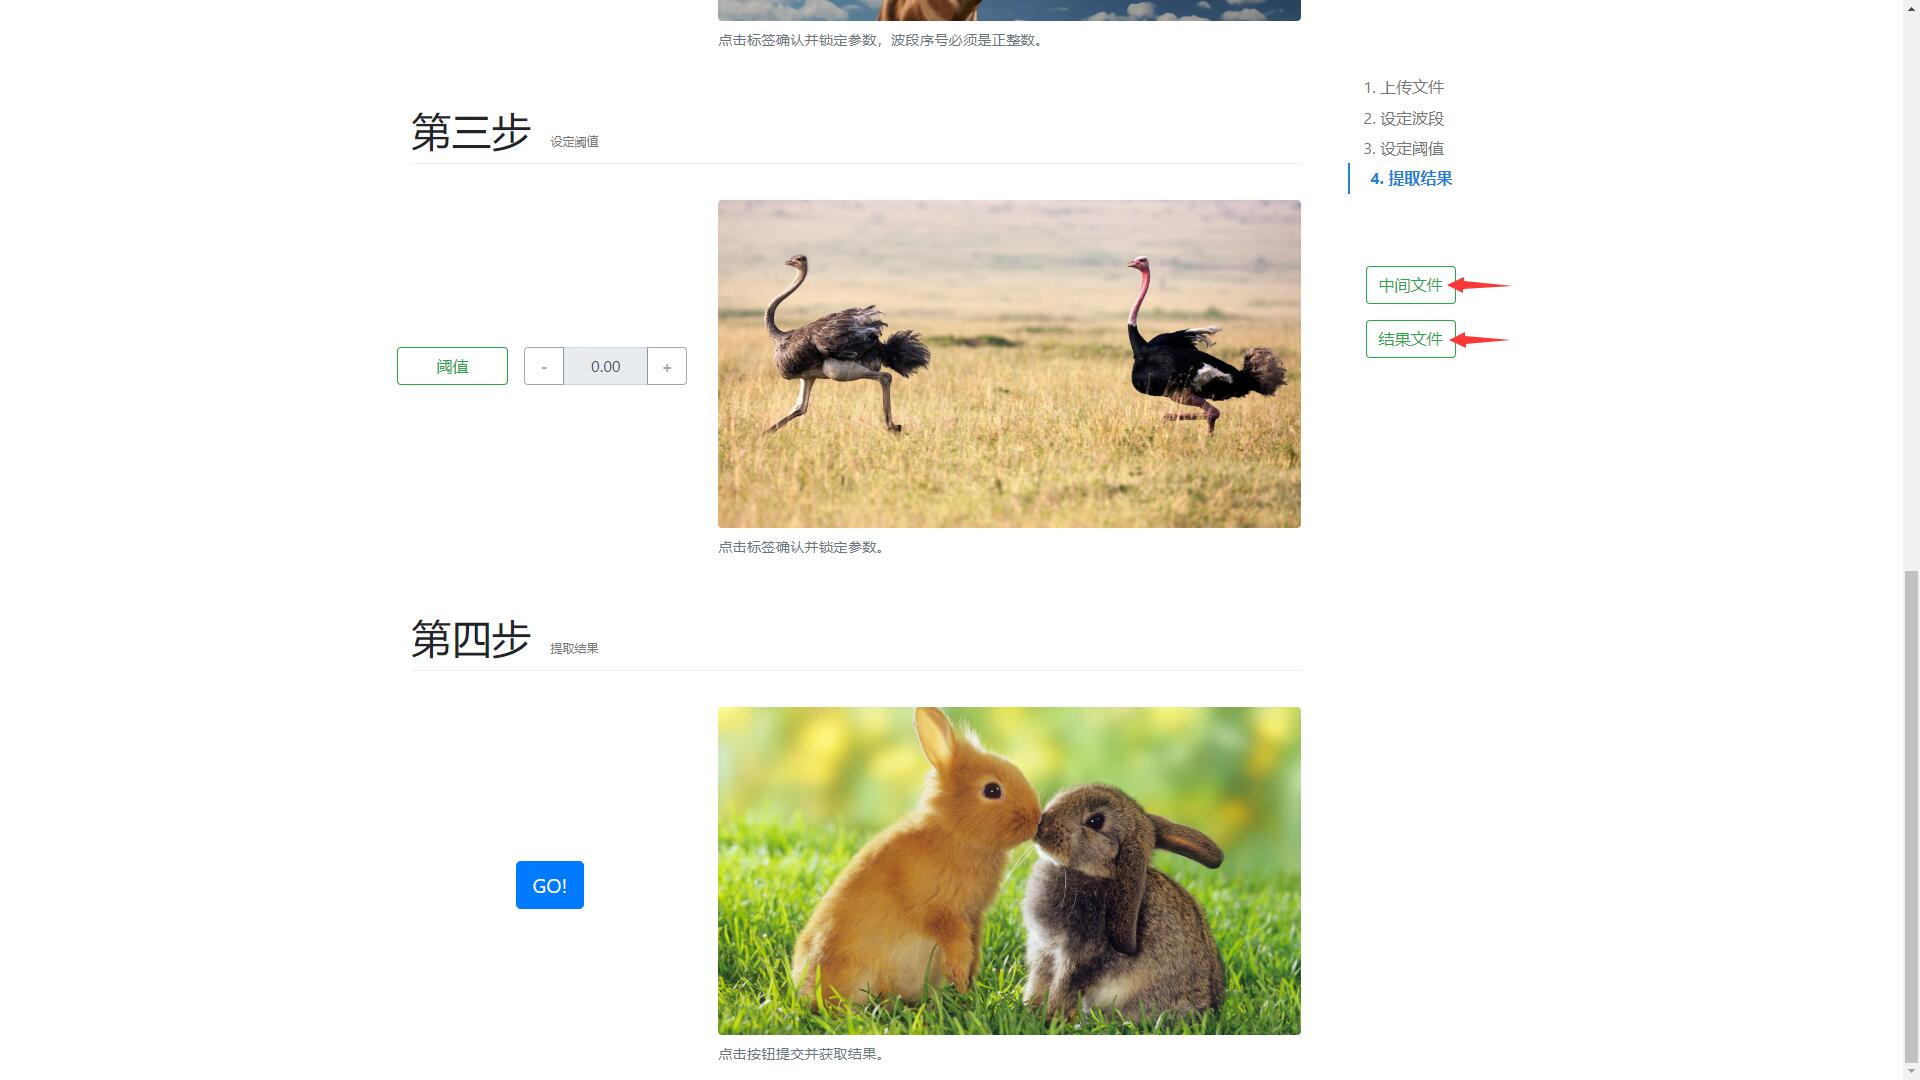 点击标签确认并锁定参数，波段序号必须是正整数。
第三步 设定阈值
阈值 - 0.00 +
点击标签确认并锁定参数。
第四步 提取结果
GO!
点击按钮提交并获取结果。
1. 上传文件
2. 设定波段
3. 设定阈值
4. 提取结果
中间文件
结果文件